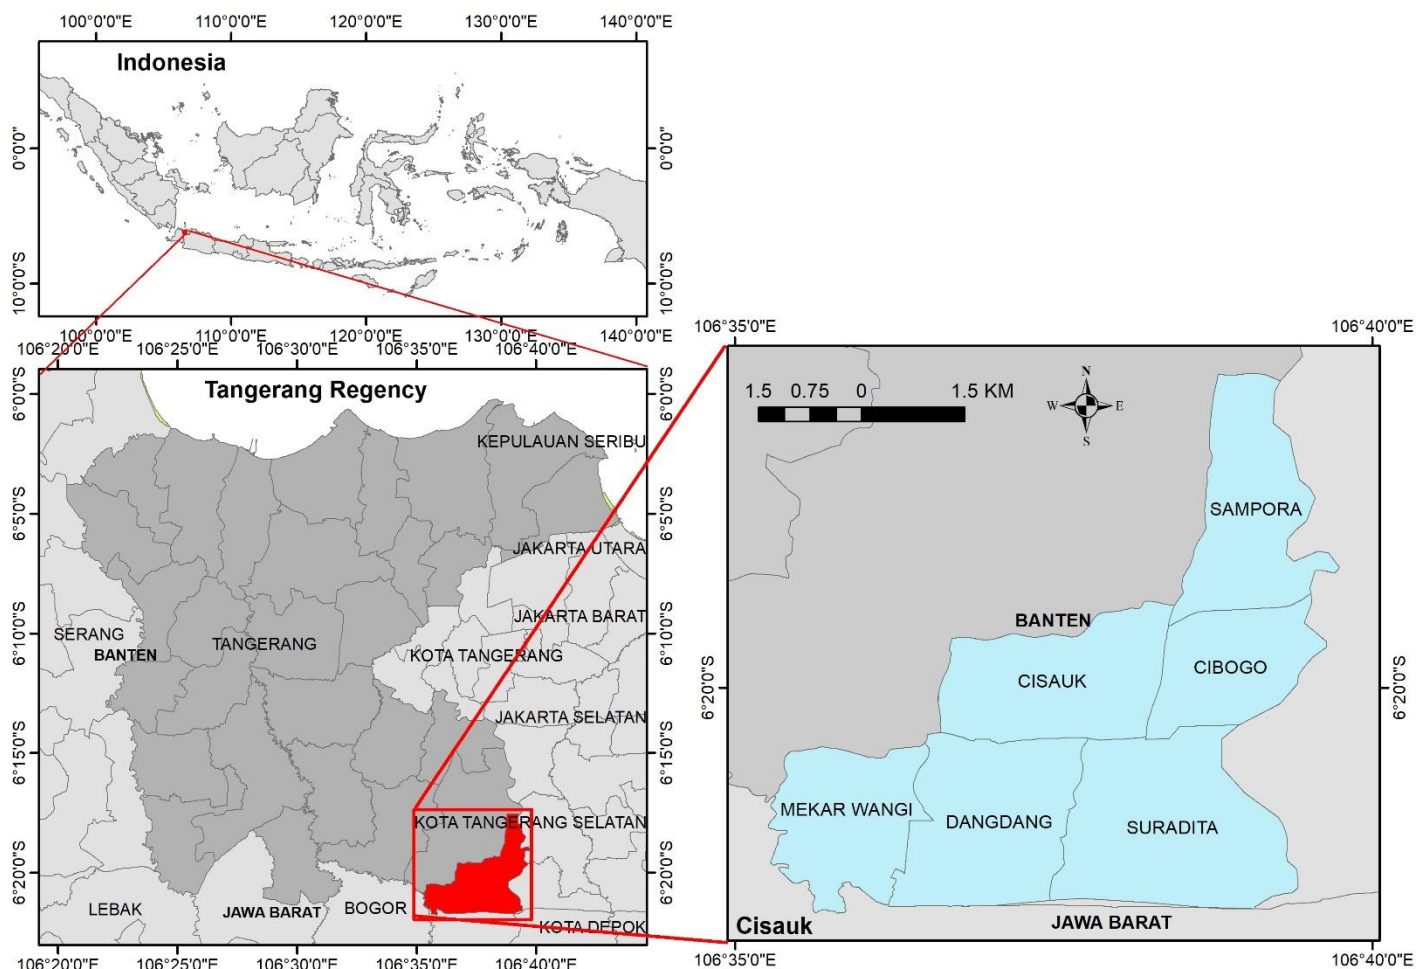 100°0'0"E 110°0'0"E 120°0'0"E 130°0'0"E 140°0'0"E
Indonesia
0°0'0"
0°0'0"
10°0'0"S
10°0'0"S
100°0'0"E 110°0'0"E 120°0'0"E 130°0'0"E 140°0'0"E
106°20'0"E 106°25'0"E 106°30'0"E 106°35'0"E 106°40'0"E
Tangerang Regency
6°0'0"S
6°0'0"S
KEPULAUAN SERIBU
6°5'0"S
6°5'0"S
JAKARTA UTARA
JAKARTA BARAT
6°10'0"S
6°10'0"S
SERANG
TANGERANG
BANTEN
KOTA TANGERANG
JAKARTA SELATAN
6°15'0"S
6°15'0"S
KOTA TANGERANG SELATAN
6°20'0"S
6°20'0"S
LEBAK
JAWA BARAT
BOGOR
KOTA DEPOK
106°20'0"E 106°25'0"E 106°30'0"E 106°35'0"E 106°40'0"E
106°35'0"E 106°40'0"E
1.5 0.75 0 1.5 KM
N
W E
S
SAMPORA
BANTEN
CIBOGO
CISAUK
6°20'0"S
6°20'0"S
MEKAR WANGI
DANGDANG
SURADITA
JAWA BARAT
Cisauk
106°35'0"E 106°40'0"E